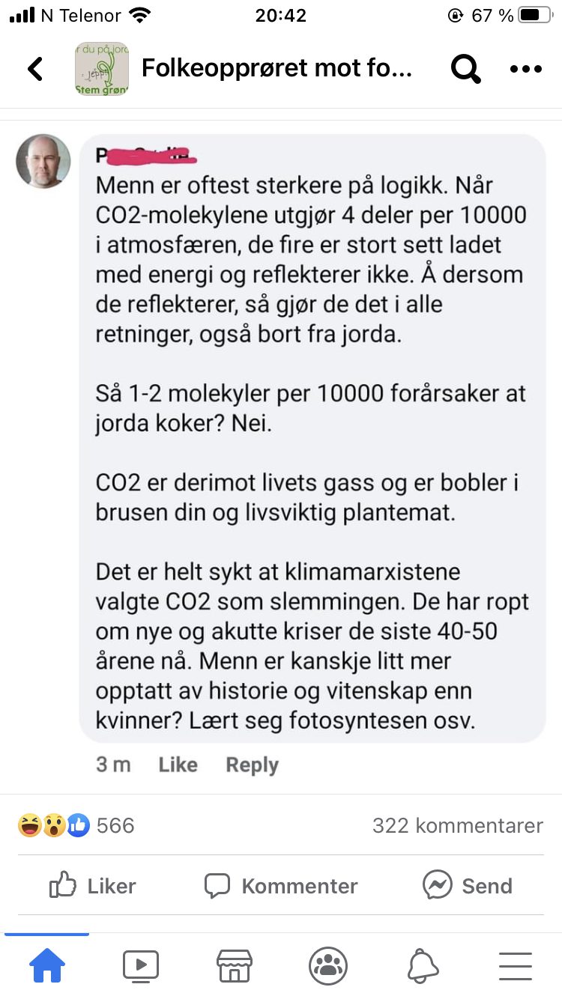 N Telenor 20:42 67 %
r du på jord
Jeppe
Stem grøn
Folkeopprøret mot fo...
Menn er oftest sterkere på logikk. Når
CO2-molekylene utgjør 4 deler per 10000
i atmosfæren, de fire er stort sett ladet
med energi og reflekterer ikke. Å dersom
de reflekterer, så gjør de det i alle
retninger, også bort fra jorda.
Så 1-2 molekyler per 10000 forårsaker at
jorda koker? Nei.
CO2 er derimot livets gass og er bobler i
brusen din og livsviktig plantemat.
Det er helt sykt at klimamarxistene
valgte CO2 som slemmingen. De har ropt
om nye og akutte kriser de siste 40-50
årene nå. Menn er kanskje litt mer
opptatt av historie og vitenskap enn
kvinner? Lært seg fotosyntesen osv.
3 m Like Reply
566 322 kommentarer
Liker Kommenter Send